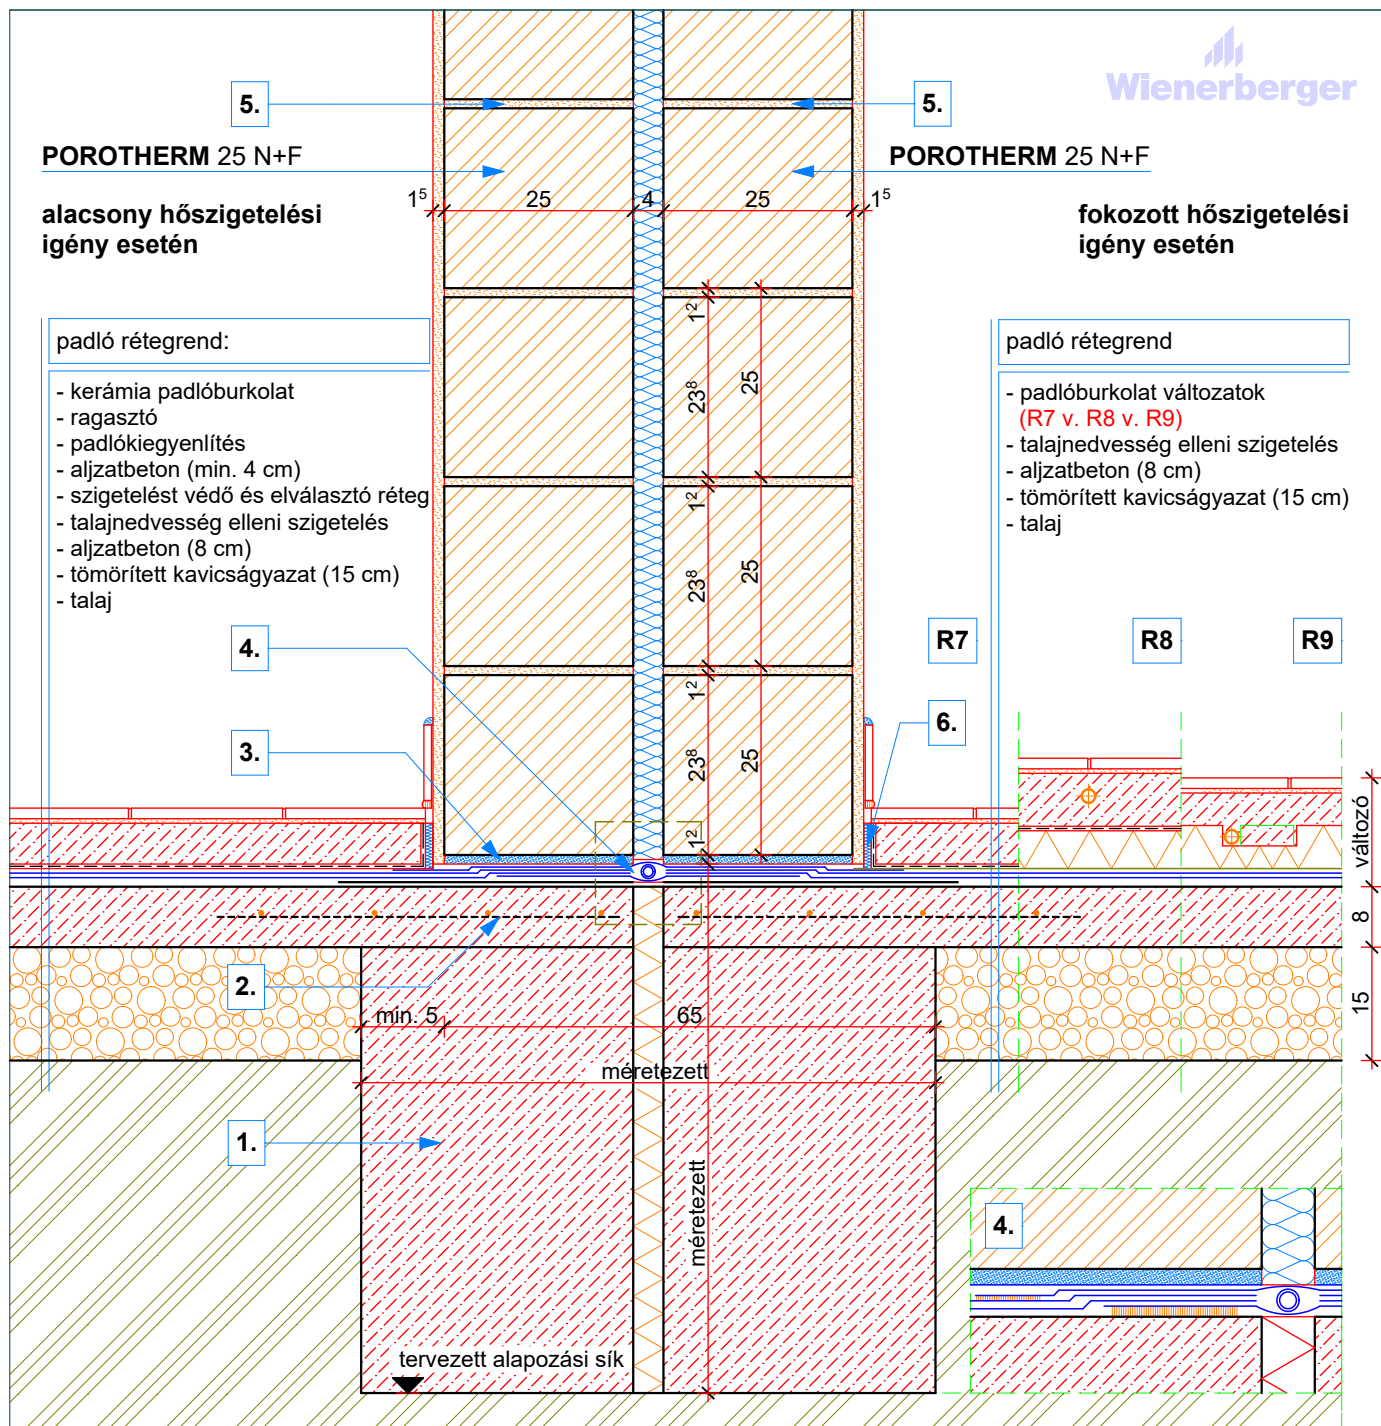 Wienerberger
5.
5.
POROTHERM 25 N+F
POROTHERM 25 N+F
1⁵ 25 4 25 1⁵
alacsony hőszigetelési
igény esetén
fokozott hőszigetelési
igény esetén
padló rétegrend:
- kerámia padlóburkolat
- ragasztó
- padlókiegyenlítés
- aljzatbeton (min. 4 cm)
- szigetelést védő és elválasztó réteg
- talajnedvesség elleni szigetelés
- aljzatbeton (8 cm)
- tömörített kavicságyazat (15 cm)
- talaj
padló rétegrend
- padlóburkolat változatok
(R7 v. R8 v. R9)
- talajnedvesség elleni szigetelés
- aljzatbeton (8 cm)
- tömörített kavicságyazat (15 cm)
- talaj
1²
23⁸
25
1²
23⁸
25
1²
23⁸
25
1²
4.
R7
R8
R9
3.
6.
változó
8
15
2.
min. 5
65
méretezett
1.
méretezett
4.
tervezett alapozási sík